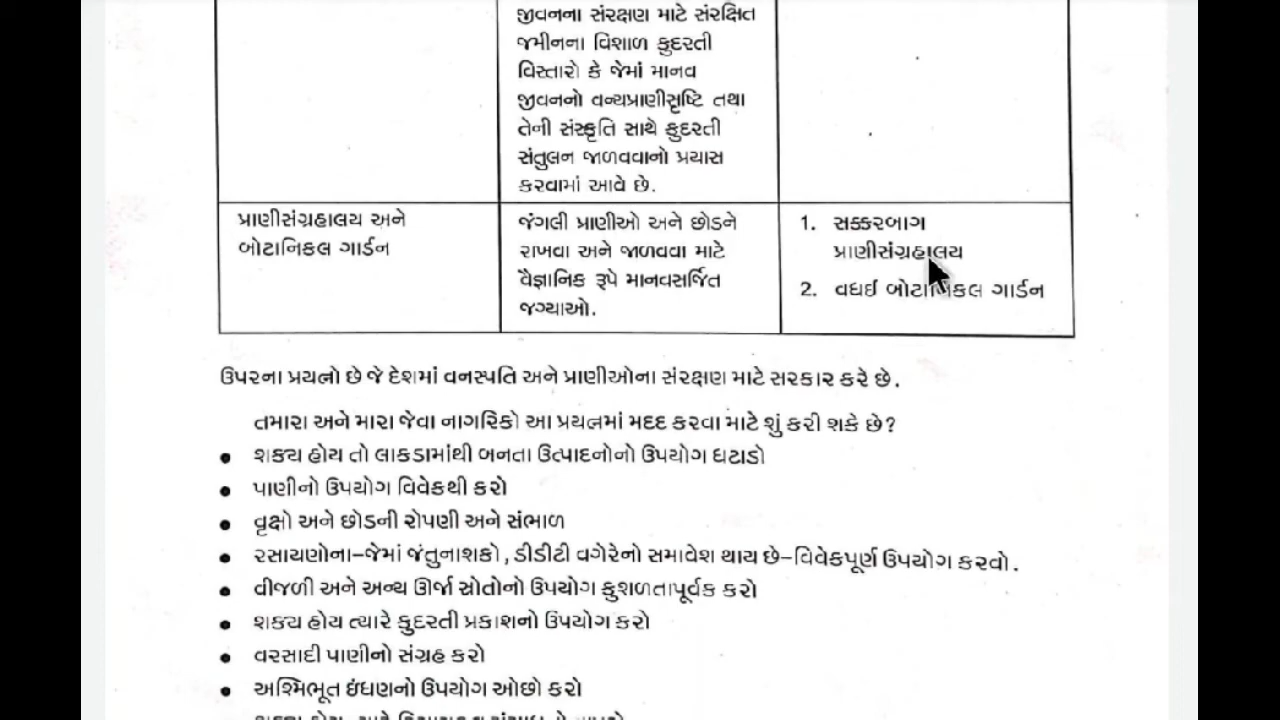 જીવનના સંરક્ષણ માટે સંરક્ષિત
જમીનના વિશાળ કુદરતી
વિસ્તારો કે જેમાં માનવ
જીવનનો વન્યપ્રાણીસૃષ્ટિ તથા
તેની સંસ્કૃતિ સાથે કુદરતી
સંતુલન જાળવવાનો પ્રયાસ
કરવામાં આવે છે.
પ્રાણીસંગ્રહાલય અને
બોટાનિકલ ગાર્ડન
જંગલી પ્રાણીઓ અને છોડને
રાખવા અને જાળવવા માટે
વૈજ્ઞાનિક રૂપે માનવસર્જિત
જગ્યાઓ.
1. સક્કરબાગ
પ્રાણીસંગ્રહાલય
2. વઘઈ બોટાનિકલ ગાર્ડન
ઉપરના પ્રયત્નો છે જે દેશમાં વનસ્પતિ અને પ્રાણીઓના સંરક્ષણ માટે સરકાર કરે છે.
તમારા અને મારા જેવા નાગરિકો આ પ્રયત્નમાં મદદ કરવા માટે શું કરી શકે છે?
• શક્ય હોય તો લાકડામાંથી બનતા ઉત્પાદનોનો ઉપયોગ ઘટાડો
• પાણીનો ઉપયોગ વિવેકથી કરો
• વૃક્ષો અને છોડની રોપણી અને સંભાળ
• રસાયણોના–જેમાં જંતુનાશકો, ડીડીટી વગેરેનો સમાવેશ થાય છે–વિવેકપૂર્ણ ઉપયોગ કરવો.
• વીજળી અને અન્ય ઊર્જા સ્રોતોનો ઉપયોગ કુશળતાપૂર્વક કરો
• શક્ય હોય ત્યારે કુદરતી પ્રકાશનો ઉપયોગ કરો
• વરસાદી પાણીનો સંગ્રહ કરો
• અશ્મિભૂત ઇંધણનો ઉપયોગ ઓછો કરો